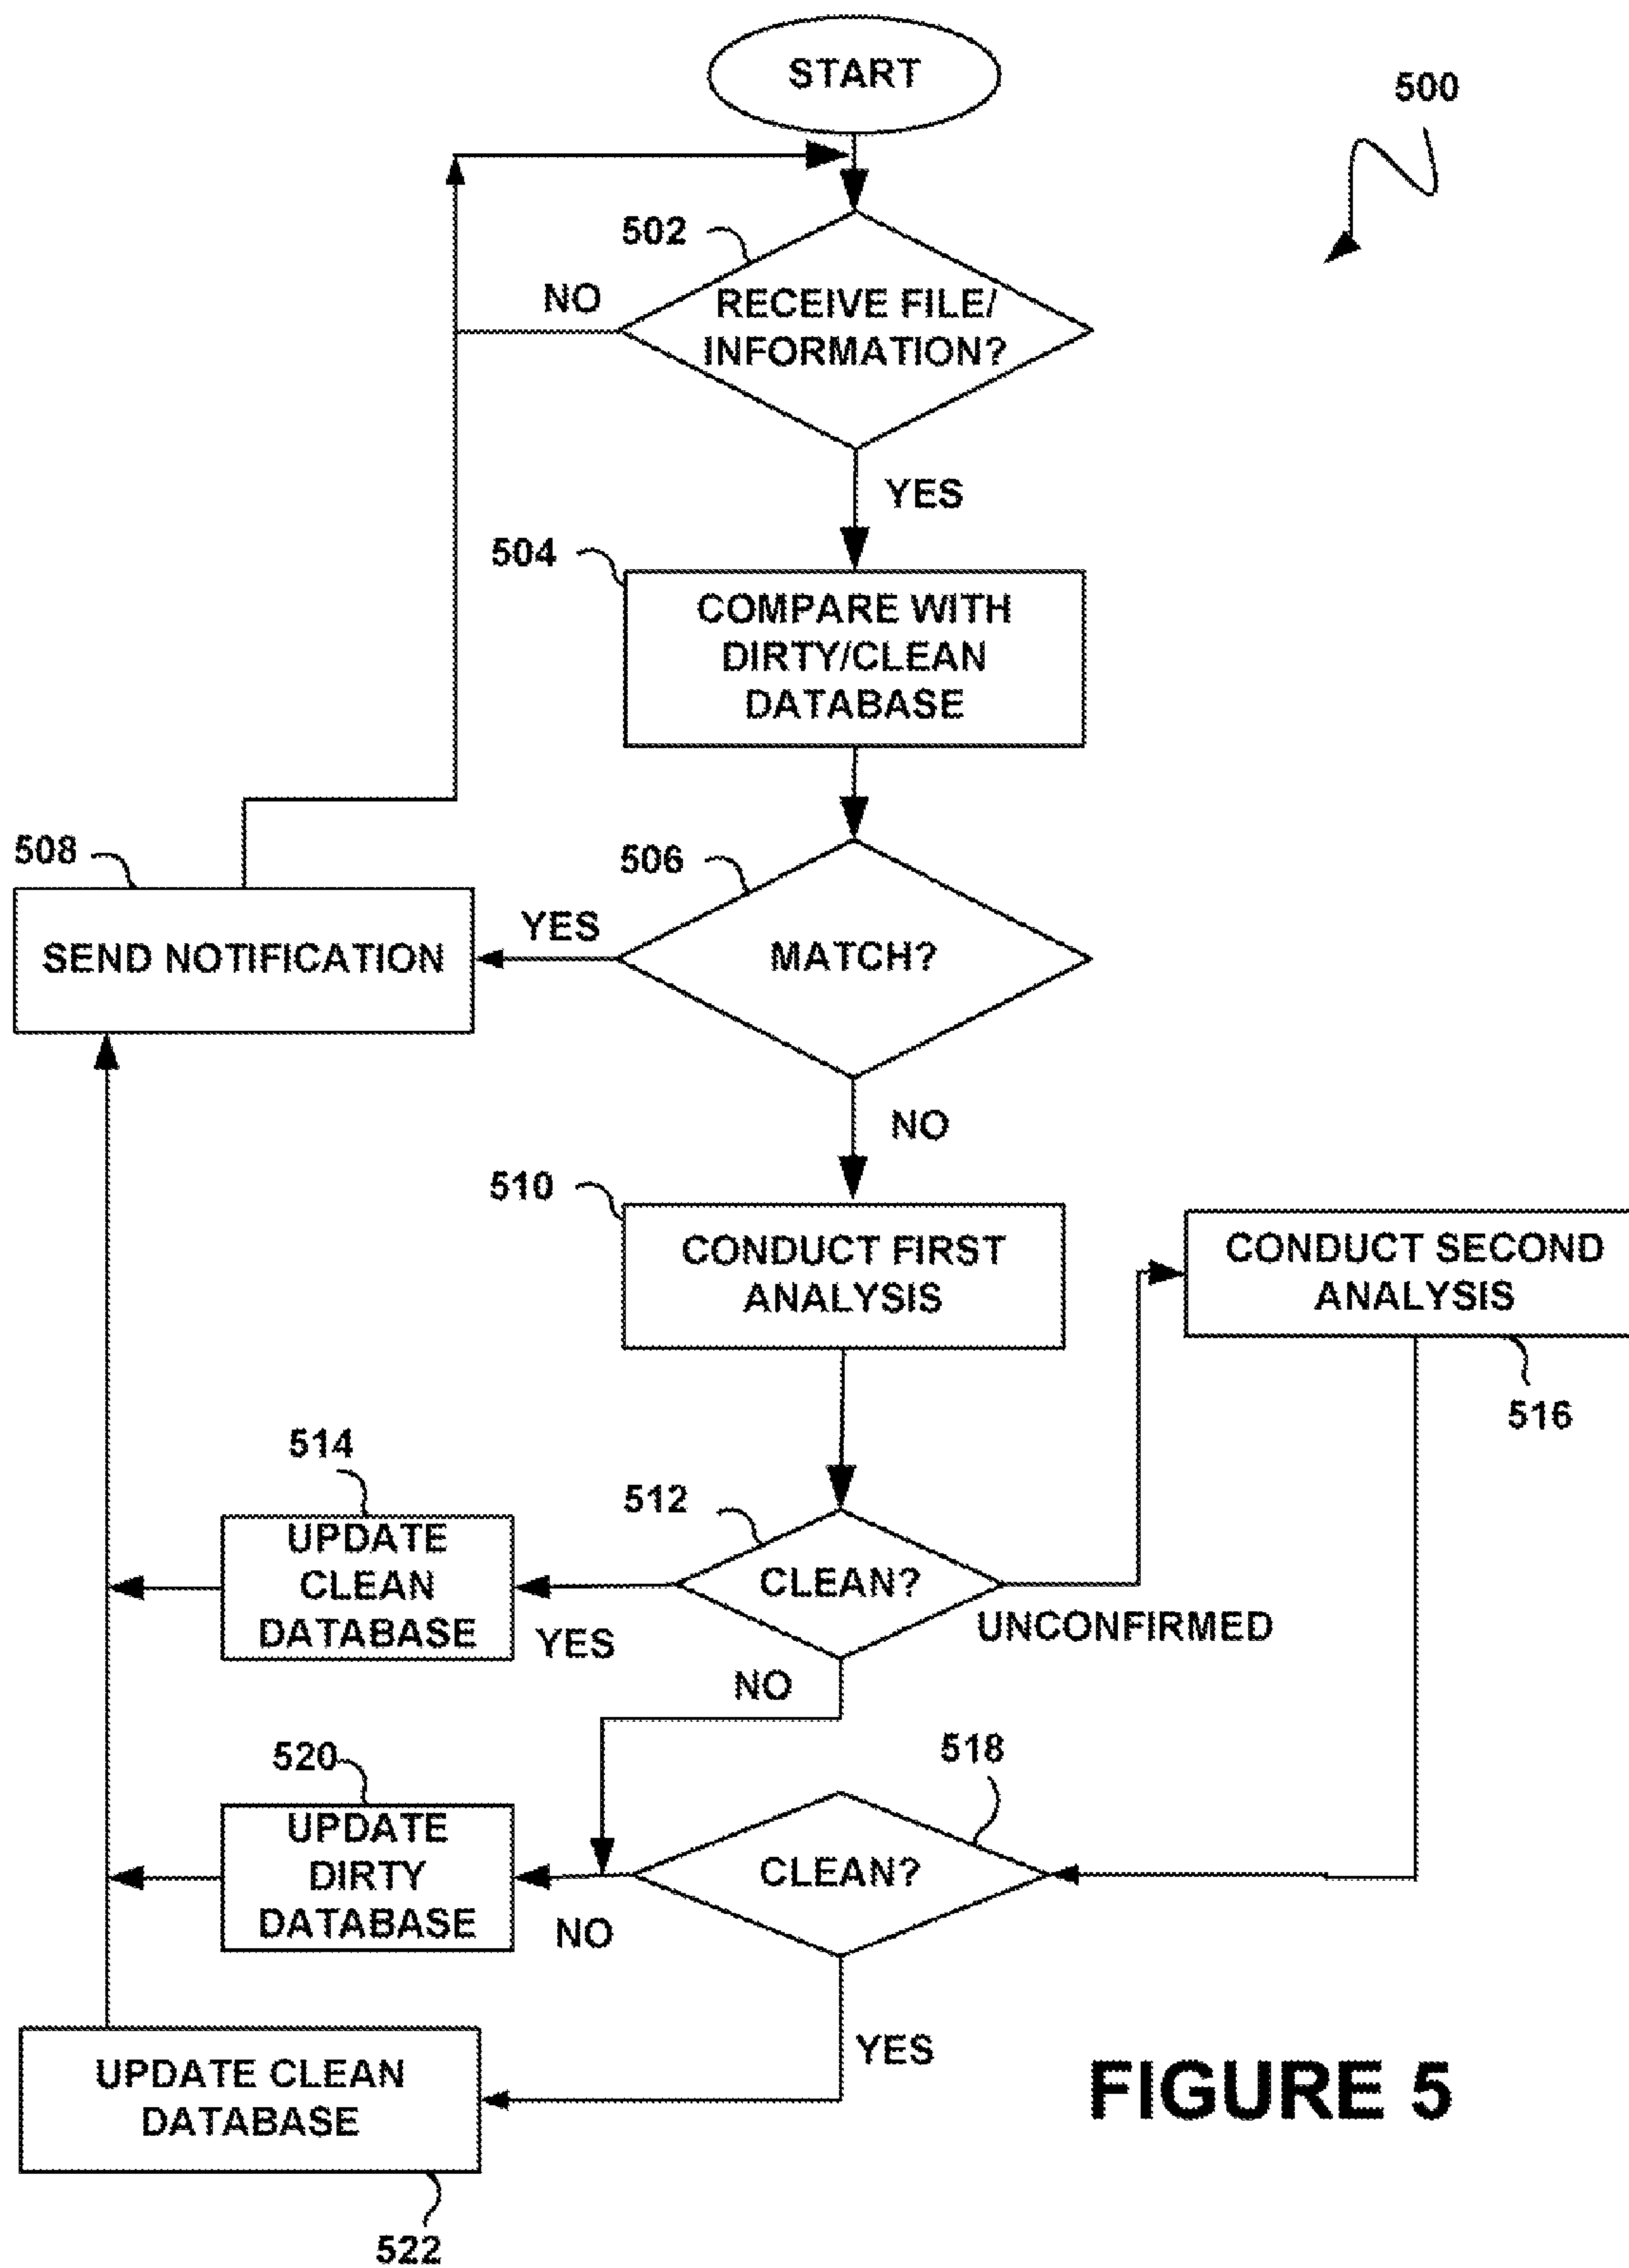 START
500
502
NO
RECEIVE FILE/
INFORMATION?
YES
504
COMPARE WITH
DIRTY/CLEAN
DATABASE
508
506
SEND NOTIFICATION
YES
MATCH?
NO
510
CONDUCT FIRST
ANALYSIS
CONDUCT SECOND
ANALYSIS
516
514
512
UPDATE
CLEAN
DATABASE
YES
CLEAN?
UNCONFIRMED
NO
520
518
UPDATE
DIRTY
DATABASE
NO
CLEAN?
YES
UPDATE CLEAN
DATABASE
522
FIGURE 5